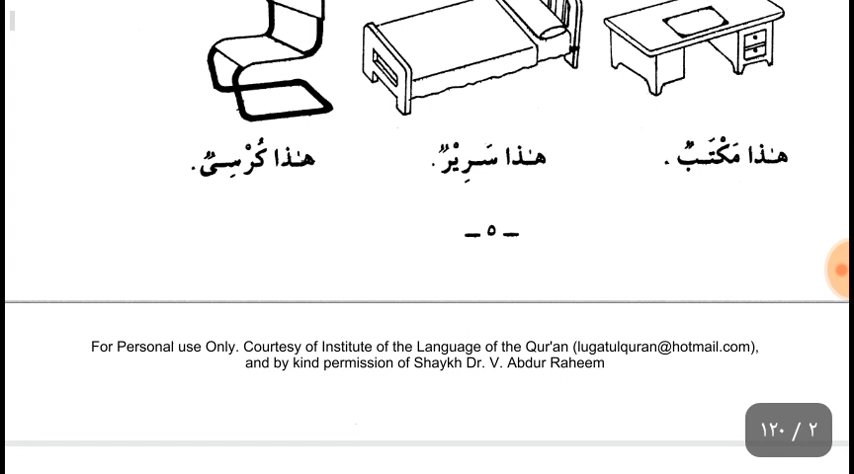 هٰذا مَكْتَبٌ . هٰذا سَرِيْرٌ. هٰذا كُرْسِىٌّ.
– ٥ –
For Personal use Only. Courtesy of Institute of the Language of the Qur'an (lugatulquran@hotmail.com),
and by kind permission of Shaykh Dr. V. Abdur Raheem
٢ / ١٢٠